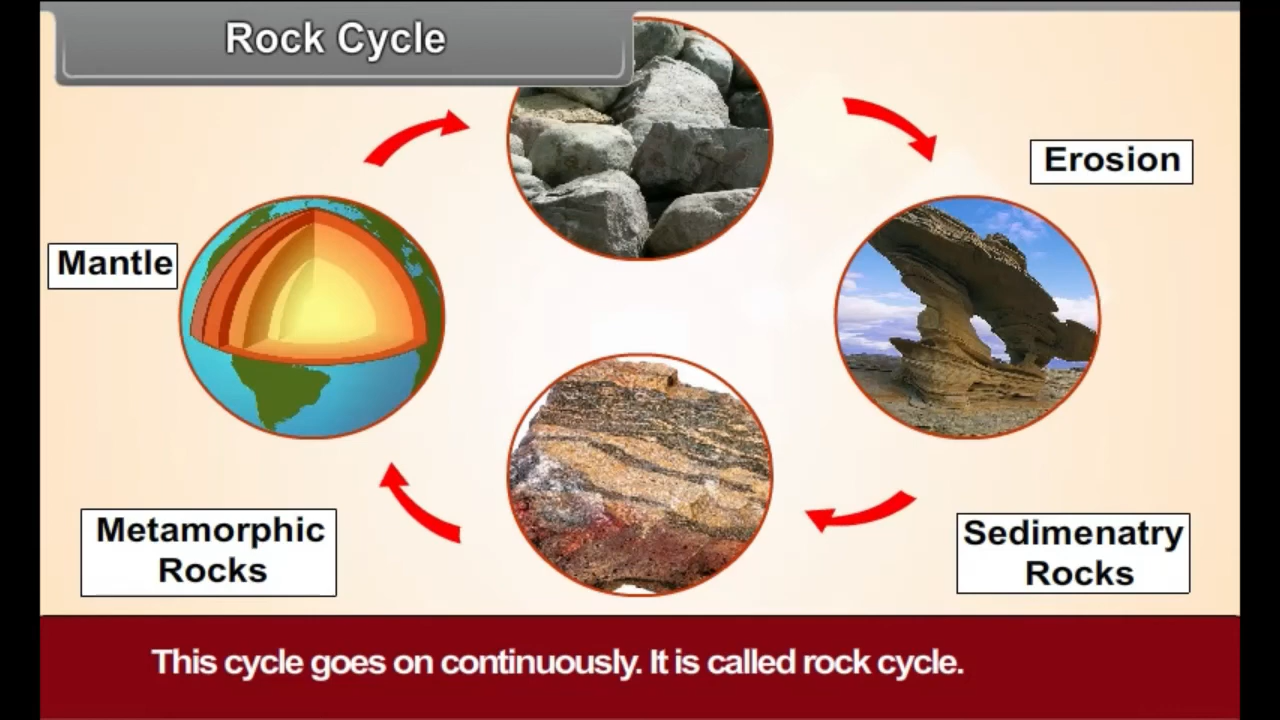 Rock Cycle
Erosion
Mantle
Metamorphic
Rocks
Sedimenatry
Rocks
This cycle goes on continuously. It is called rock cycle.